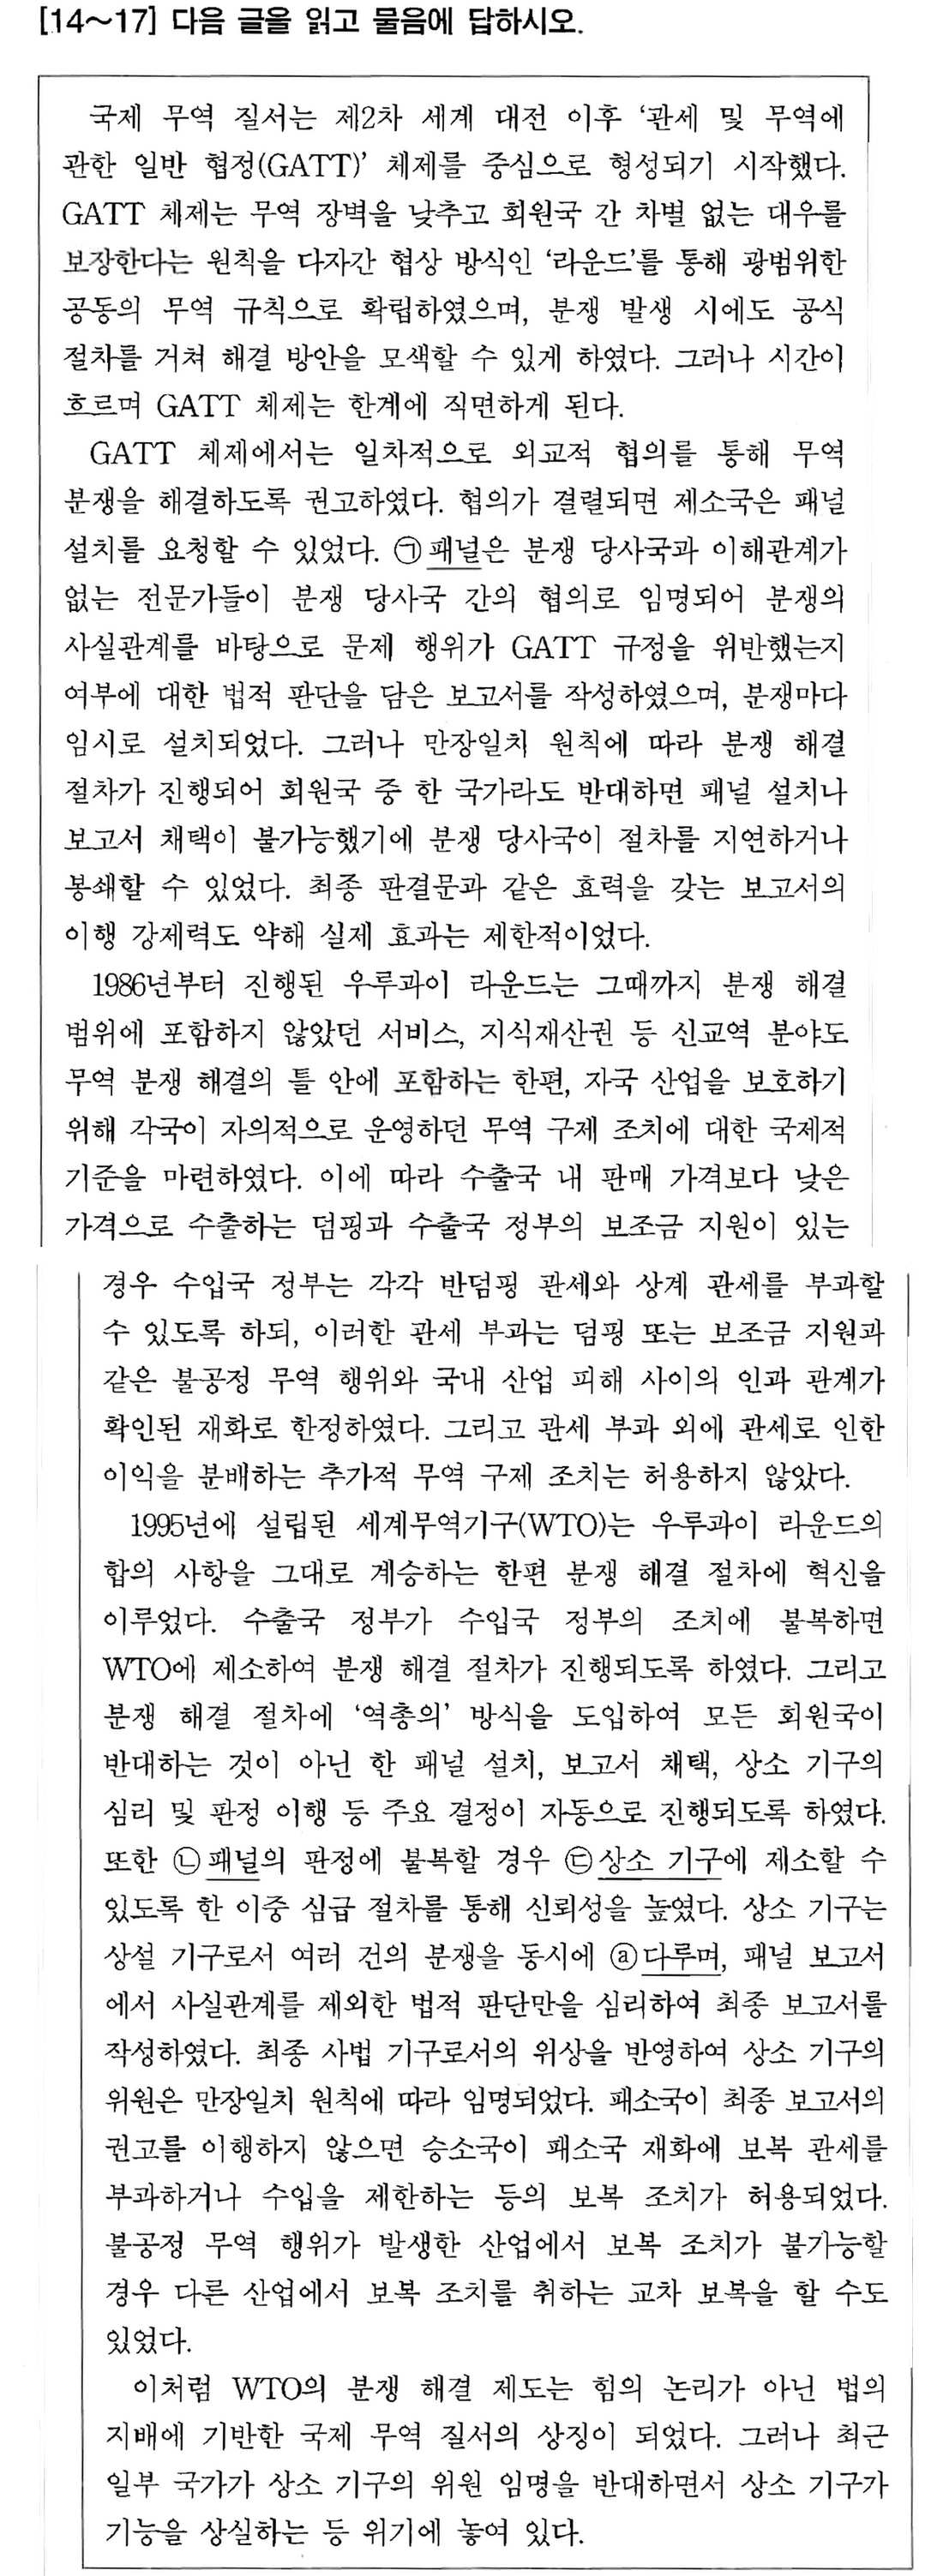 [14~17] 다음 글을 읽고 물음에 답하시오.
국제 무역 질서는 제2차 세계 대전 이후 '관세 및 무역에
관한 일반 협정(GATT)' 체제를 중심으로 형성되기 시작했다.
GATT 체제는 무역 장벽을 낮추고 회원국 간 차별 없는 대우를
보장한다는 원칙을 다자간 협상 방식인 '라운드'를 통해 광범위한
공동의 무역 규칙으로 확립하였으며, 분쟁 발생 시에도 공식
절차를 거쳐 해결 방안을 모색할 수 있게 하였다. 그러나 시간이
흐르며 GATT 체제는 한계에 직면하게 된다.
GATT 체제에서는 일차적으로 외교적 협의를 통해 무역
분쟁을 해결하도록 권고하였다. 협의가 결렬되면 제소국은 패널
설치를 요청할 수 있었다. ㉠패널은 분쟁 당사국과 이해관계가
없는 전문가들이 분쟁 당사국 간의 협의로 임명되어 분쟁의
사실관계를 바탕으로 문제 행위가 GATT 규정을 위반했는지
여부에 대한 법적 판단을 담은 보고서를 작성하였으며, 분쟁마다
임시로 설치되었다. 그러나 만장일치 원칙에 따라 분쟁 해결
절차가 진행되어 회원국 중 한 국가라도 반대하면 패널 설치나
보고서 채택이 불가능했기에 분쟁 당사국이 절차를 지연하거나
봉쇄할 수 있었다. 최종 판결문과 같은 효력을 갖는 보고서의
이행 강제력도 약해 실제 효과는 제한적이었다.
1986년부터 진행된 우루과이 라운드는 그때까지 분쟁 해결
범위에 포함하지 않았던 서비스, 지식재산권 등 신교역 분야도
무역 분쟁 해결의 틀 안에 포함하는 한편, 자국 산업을 보호하기
위해 각국이 자의적으로 운영하던 무역 구제 조치에 대한 국제적
기준을 마련하였다. 이에 따라 수출국 내 판매 가격보다 낮은
가격으로 수출하는 덤핑과 수출국 정부의 보조금 지원이 있는
경우 수입국 정부는 각각 반덤핑 관세와 상계 관세를 부과할
수 있도록 하되, 이러한 관세 부과는 덤핑 또는 보조금 지원과
같은 불공정 무역 행위와 국내 산업 피해 사이의 인과 관계가
확인된 재화로 한정하였다. 그리고 관세 부과 외에 관세로 인한
이익을 분배하는 추가적 무역 구제 조치는 허용하지 않았다.
1995년에 설립된 세계무역기구(WTO)는 우루과이 라운드의
합의 사항을 그대로 계승하는 한편 분쟁 해결 절차에 혁신을
이루었다. 수출국 정부가 수입국 정부의 조치에 불복하면
WTO에 제소하여 분쟁 해결 절차가 진행되도록 하였다. 그리고
분쟁 해결 절차에 '역총의' 방식을 도입하여 모든 회원국이
반대하는 것이 아닌 한 패널 설치, 보고서 채택, 상소 기구의
심리 및 판정 이행 등 주요 결정이 자동으로 진행되도록 하였다.
또한 ㉡패널의 판정에 불복할 경우 ㉢상소 기구에 제소할 수
있도록 한 이중 심급 절차를 통해 신뢰성을 높였다. 상소 기구는
상설 기구로서 여러 건의 분쟁을 동시에 ⓐ다루며, 패널 보고서
에서 사실관계를 제외한 법적 판단만을 심리하여 최종 보고서를
작성하였다. 최종 사법 기구로서의 위상을 반영하여 상소 기구의
위원은 만장일치 원칙에 따라 임명되었다. 패소국이 최종 보고서의
권고를 이행하지 않으면 승소국이 패소국 재화에 보복 관세를
부과하거나 수입을 제한하는 등의 보복 조치가 허용되었다.
불공정 무역 행위가 발생한 산업에서 보복 조치가 불가능할
경우 다른 산업에서 보복 조치를 취하는 교차 보복을 할 수도
있었다.
이처럼 WTO의 분쟁 해결 제도는 힘의 논리가 아닌 법의
지배에 기반한 국제 무역 질서의 상징이 되었다. 그러나 최근
일부 국가가 상소 기구의 위원 임명을 반대하면서 상소 기구가
기능을 상실하는 등 위기에 놓여 있다.